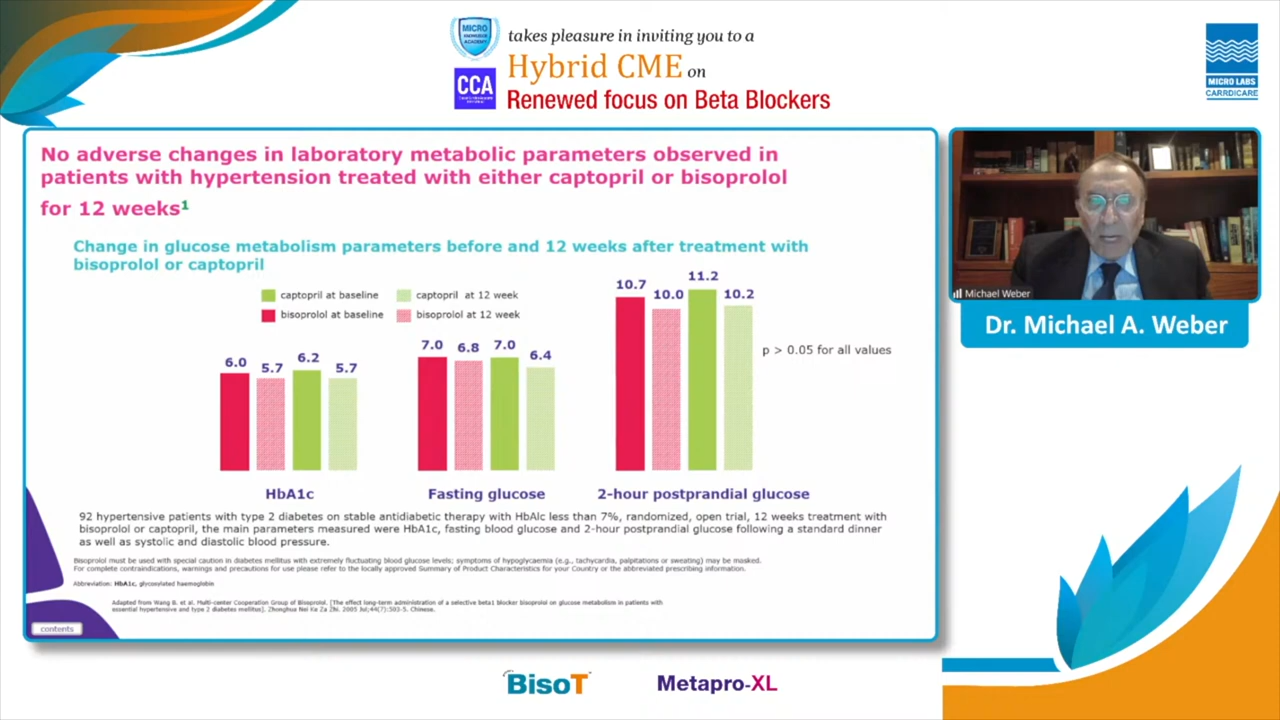 MICRO
KNOWLEDGE
ACADEMY
takes pleasure in inviting you to a
CCA
Hybrid CME on
Renewed focus on Beta Blockers
MICRO LABS
CARRDICARE
No adverse changes in laboratory metabolic parameters observed in
patients with hypertension treated with either captopril or bisoprolol
for 12 weeks¹
Change in glucose metabolism parameters before and 12 weeks after treatment with
bisoprolol or captopril
captopril at baseline captopril at 12 week
bisoprolol at baseline bisoprolol at 12 week
6.0 5.7 6.2 5.7
7.0 6.8 7.0 6.4
10.7 10.0 11.2 10.2
p > 0.05 for all values
HbA1c Fasting glucose 2-hour postprandial glucose
92 hypertensive patients with type 2 diabetes on stable antidiabetic therapy with HbAlc less than 7%, randomized, open trial, 12 weeks treatment with
bisoprolol or captopril, the main parameters measured were HbA1c, fasting blood glucose and 2-hour postprandial glucose following a standard dinner
as well as systolic and diastolic blood pressure.
Bisoprolol must be used with special caution in diabetes mellitus with extremely fluctuating blood glucose levels; symptoms of hypoglycaemia (e.g., tachycardia, palpitations or sweating) may be masked.
For complete contraindications, warnings and precautions for use please refer to the locally approved Summary of Product Characteristics for your Country or the abbreviated prescribing information.
Abbreviation: HbA1c, glycosylated haemoglobin
Adapted from Wang B. et al. Multi-center Cooperation Group of Bisoprolol. [The effect long-term administration of a selective beta1 blocker bisoprolol on glucose metabolism in patients with
essential hypertensive and type 2 diabetes mellitus]. Zhonghua Nei Ke Za Zhi. 2005 Jul;44(7):503-5. Chinese.
contents
Michael Weber
Dr. Michael A. Weber
BisoT
Metapro-XL